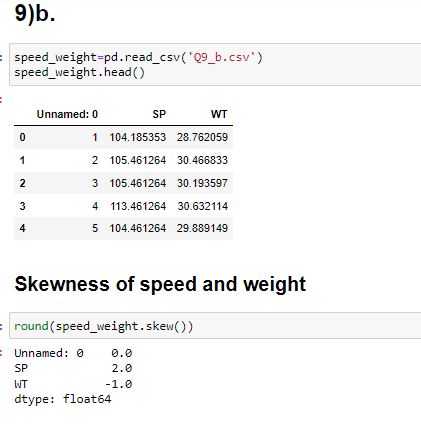 9)b.
speed_weight=pd.read_csv('Q9_b.csv')
speed_weight.head()
Unnamed: 0 SP WT
0 1 104.185353 28.762059
1 2 105.461264 30.466833
2 3 105.461264 30.193597
3 4 113.461264 30.632114
4 5 104.461264 29.889149
Skewness of speed and weight
round(speed_weight.skew())
Unnamed: 0 0.0
SP 2.0
WT -1.0
dtype: float64